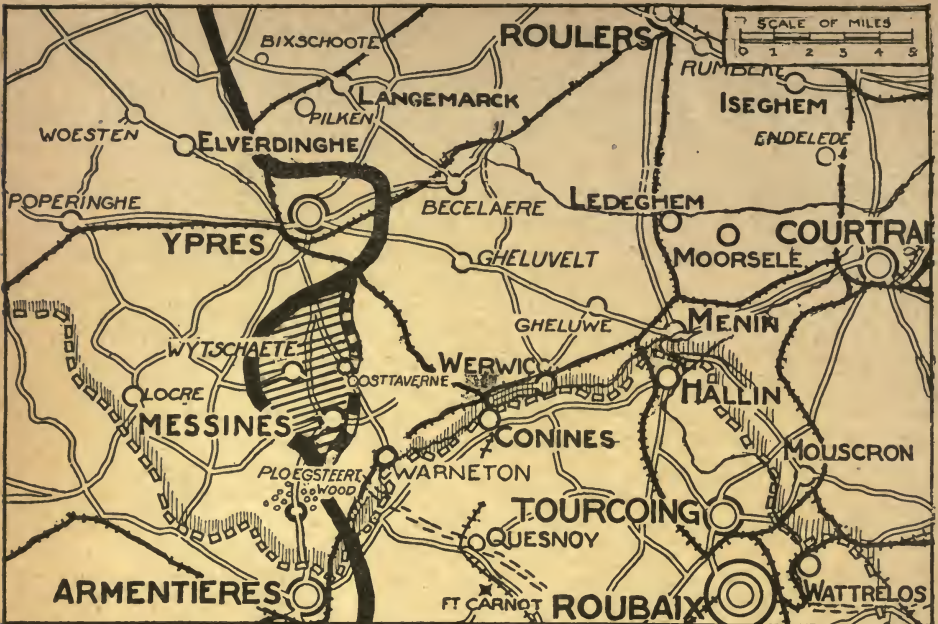 SCALE OF MILES
0 1 2 3 4 5
ROULERS
BIXSCHOOTE
RUMBEKE
LANGEMARCK
ISEGHEM
PILKEN
WOESTEN
ELVERDINGHE
ENDELEDE
POPERINGHE
BECELAERE
LEDEGHEM
YPRES
COURTRAI
MOORSELE
GHELUVELT
GHELUWE
MENIN
WYTSCHAETE
WERWICQ
OOSTTAVERNE
LOCRE
HALLIN
MESSINES
CONINES
MOUSCRON
PLOEGSTEERT
WOOD
WARNETON
TOURCOING
QUESNOY
ARMENTIERES
FT CARNOT
ROUBAIX
WATTRELOS